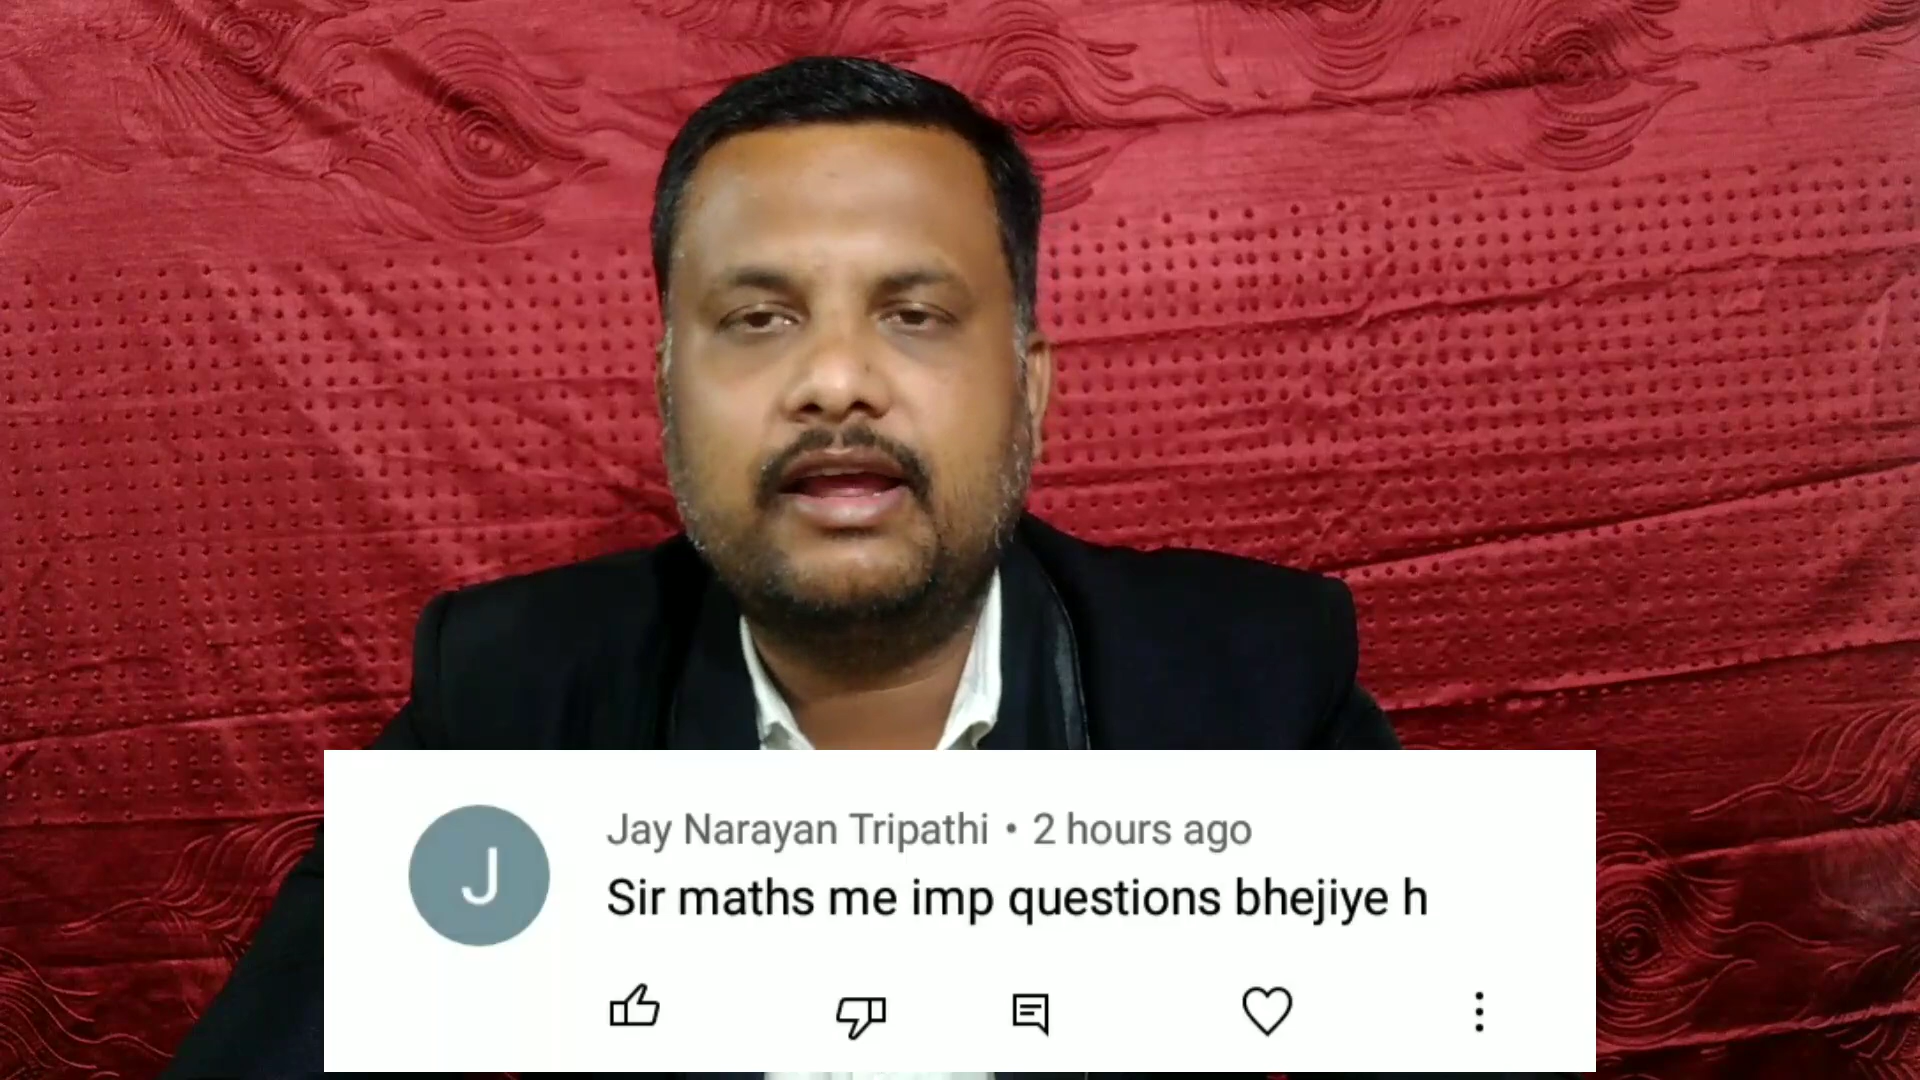 J
Jay Narayan Tripathi • 2 hours ago
Sir maths me imp questions bhejiye h